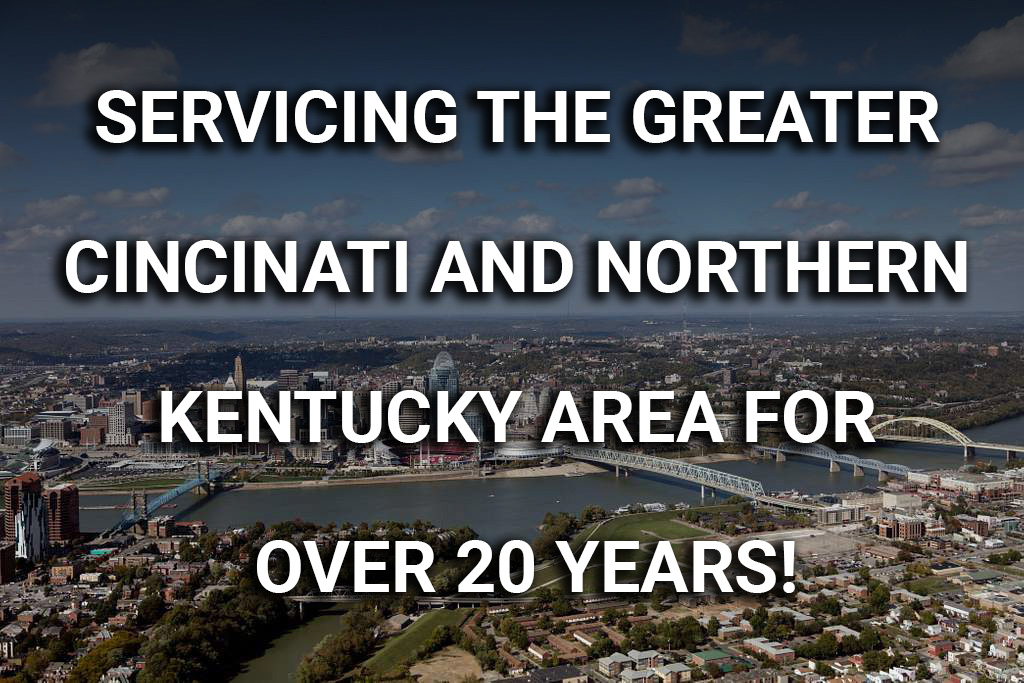 SERVICING THE GREATER
CINCINATI AND NORTHERN
KENTUCKY AREA FOR
OVER 20 YEARS!